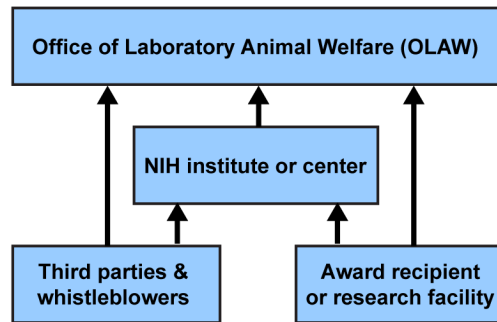 Office of Laboratory Animal Welfare (OLAW)
NIH institute or center
Third parties &
whistleblowers
Award recipient
or research facility